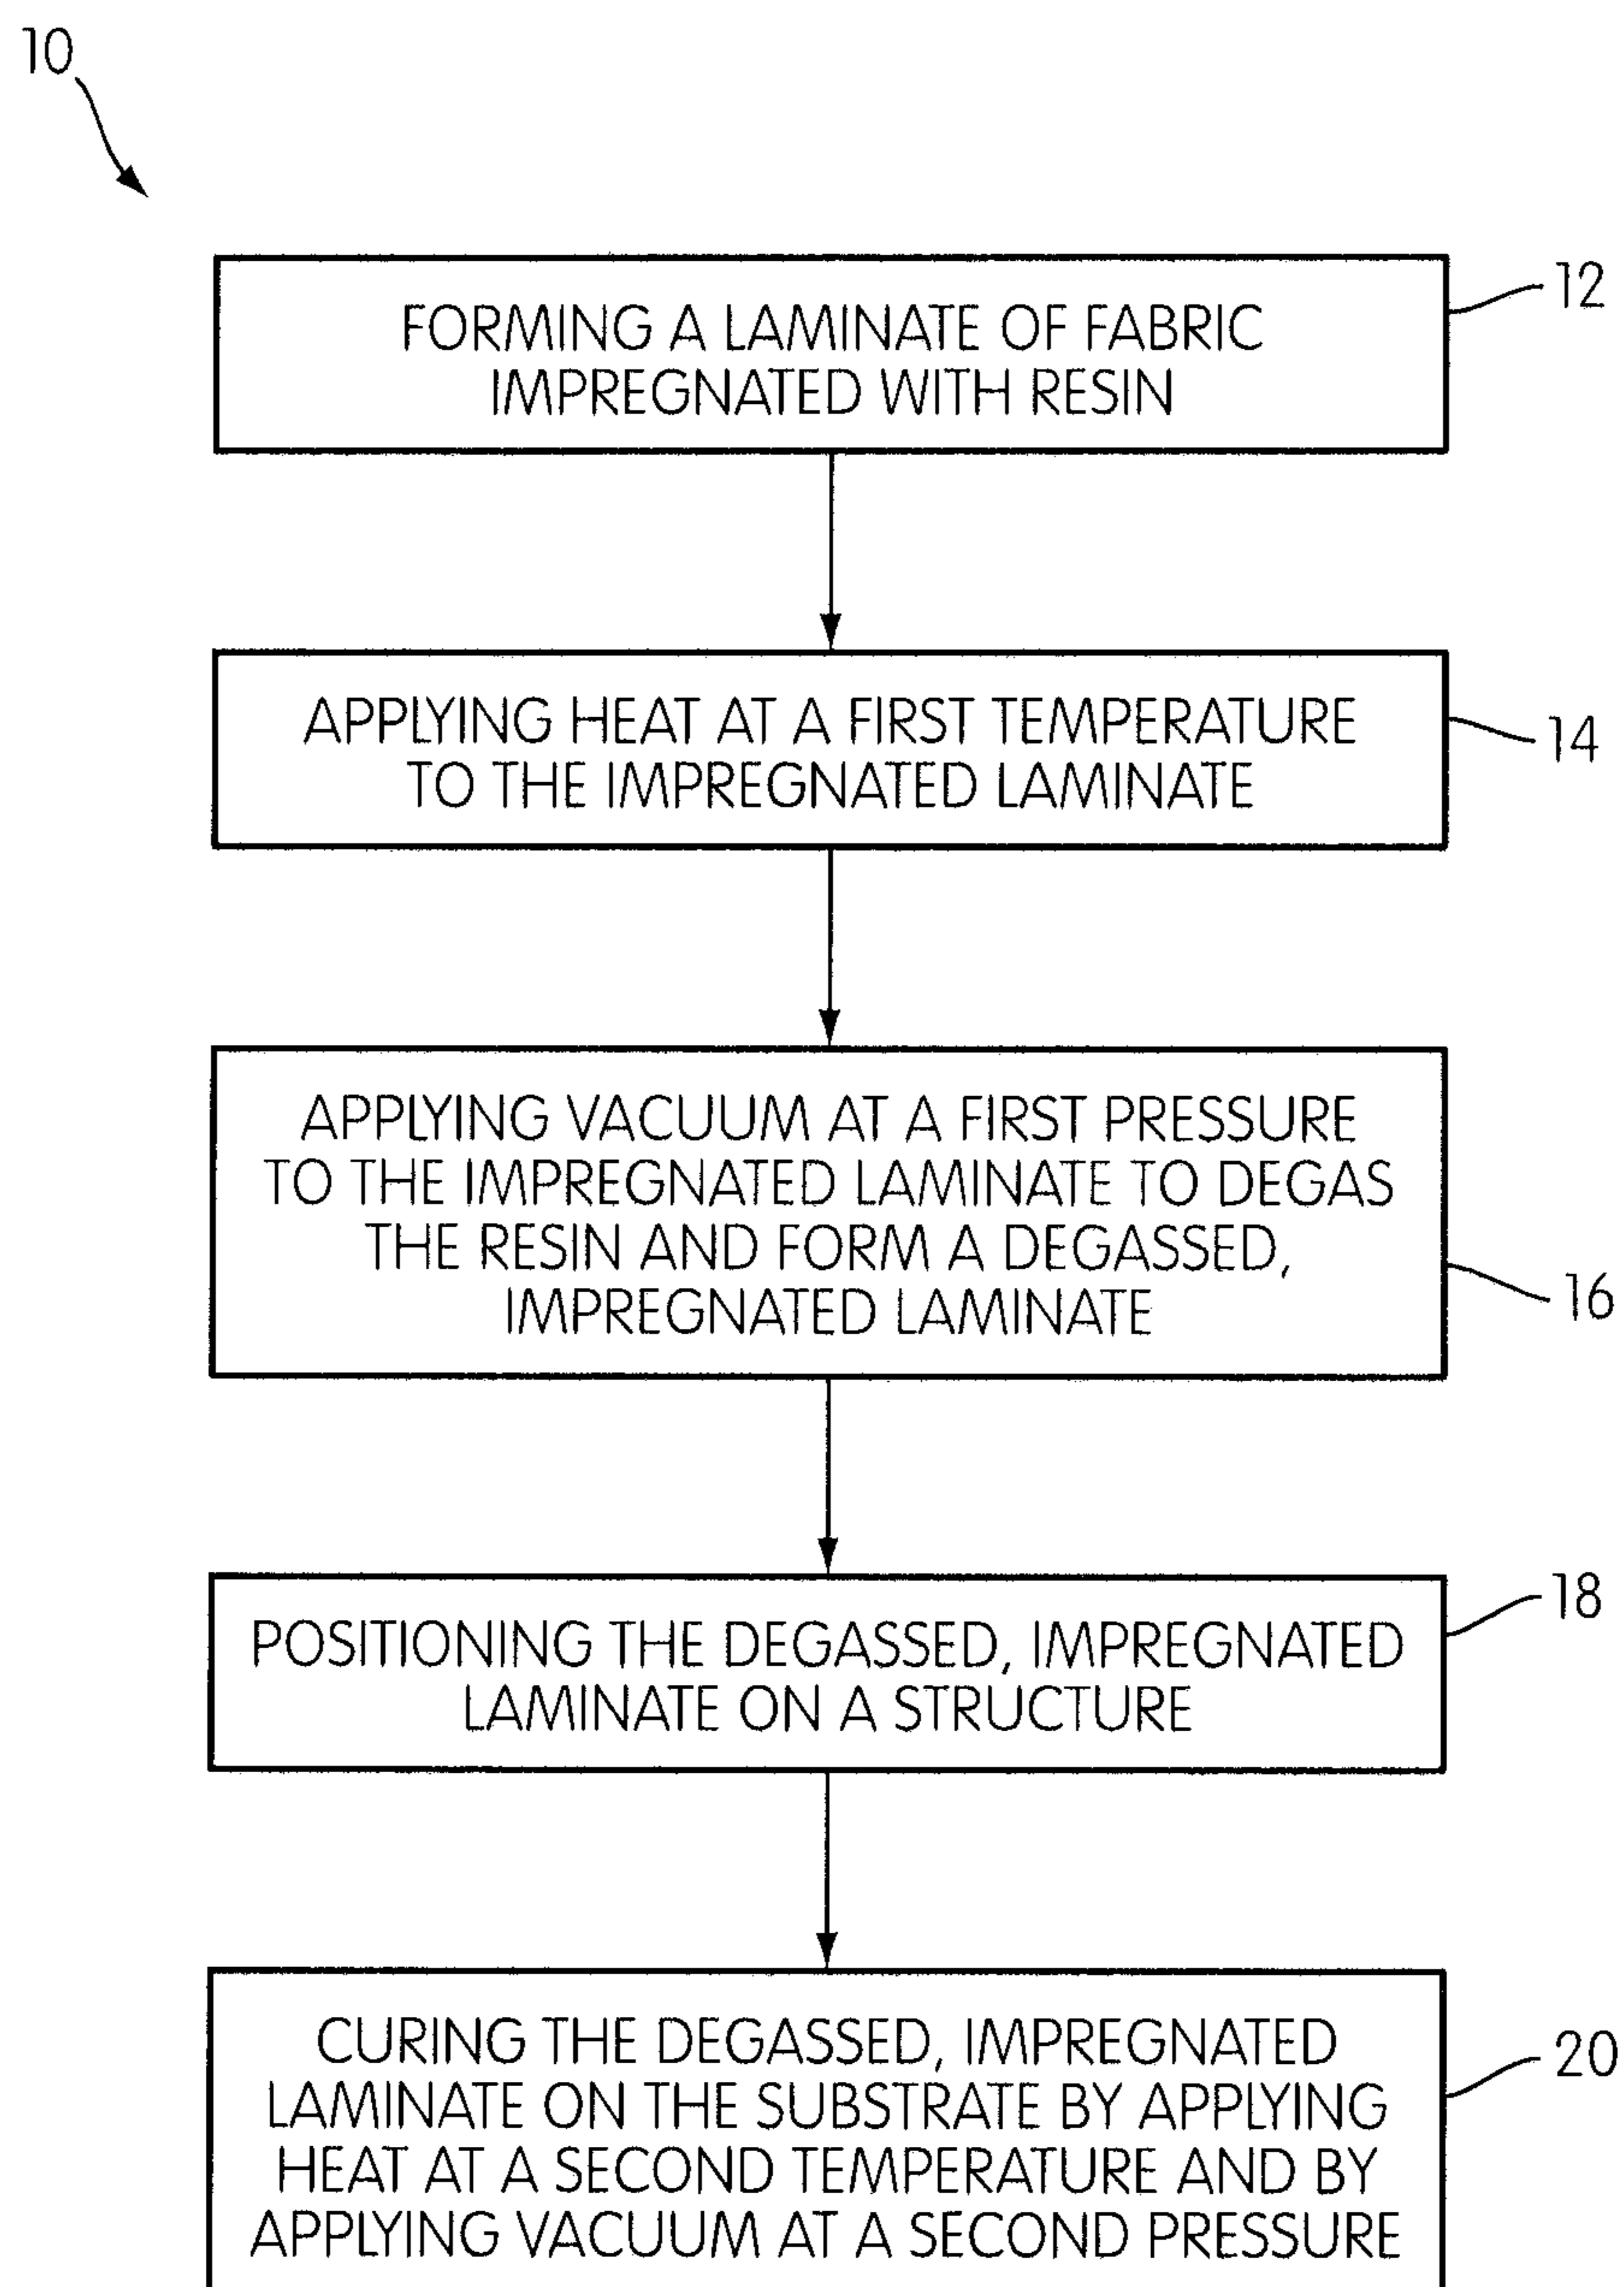 10
FORMING A LAMINATE OF FABRIC
IMPREGNATED WITH RESIN
12
APPLYING HEAT AT A FIRST TEMPERATURE
TO THE IMPREGNATED LAMINATE
14
APPLYING VACUUM AT A FIRST PRESSURE
TO THE IMPREGNATED LAMINATE TO DEGAS
THE RESIN AND FORM A DEGASSED,
IMPREGNATED LAMINATE
16
POSITIONING THE DEGASSED, IMPREGNATED
LAMINATE ON A STRUCTURE
18
CURING THE DEGASSED, IMPREGNATED
LAMINATE ON THE SUBSTRATE BY APPLYING
HEAT AT A SECOND TEMPERATURE AND BY
APPLYING VACUUM AT A SECOND PRESSURE
20